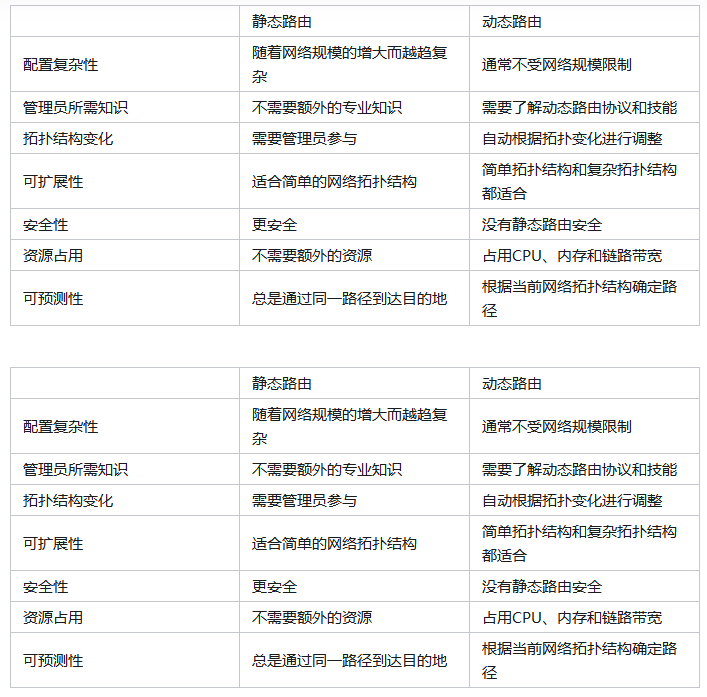 静态路由 动态路由
配置复杂性 随着网络规模的增大而越趋复杂 通常不受网络规模限制
管理员所需知识 不需要额外的专业知识 需要了解动态路由协议和技能
拓扑结构变化 需要管理员参与 自动根据拓扑变化进行调整
可扩展性 适合简单的网络拓扑结构 简单拓扑结构和复杂拓扑结构都适合
安全性 更安全 没有静态路由安全
资源占用 不需要额外的资源 占用CPU、内存和链路带宽
可预测性 总是通过同一路径到达目的地 根据当前网络拓扑结构确定路径
静态路由 动态路由
配置复杂性 随着网络规模的增大而越趋复杂 通常不受网络规模限制
管理员所需知识 不需要额外的专业知识 需要了解动态路由协议和技能
拓扑结构变化 需要管理员参与 自动根据拓扑变化进行调整
可扩展性 适合简单的网络拓扑结构 简单拓扑结构和复杂拓扑结构都适合
安全性 更安全 没有静态路由安全
资源占用 不需要额外的资源 占用CPU、内存和链路带宽
可预测性 总是通过同一路径到达目的地 根据当前网络拓扑结构确定路径